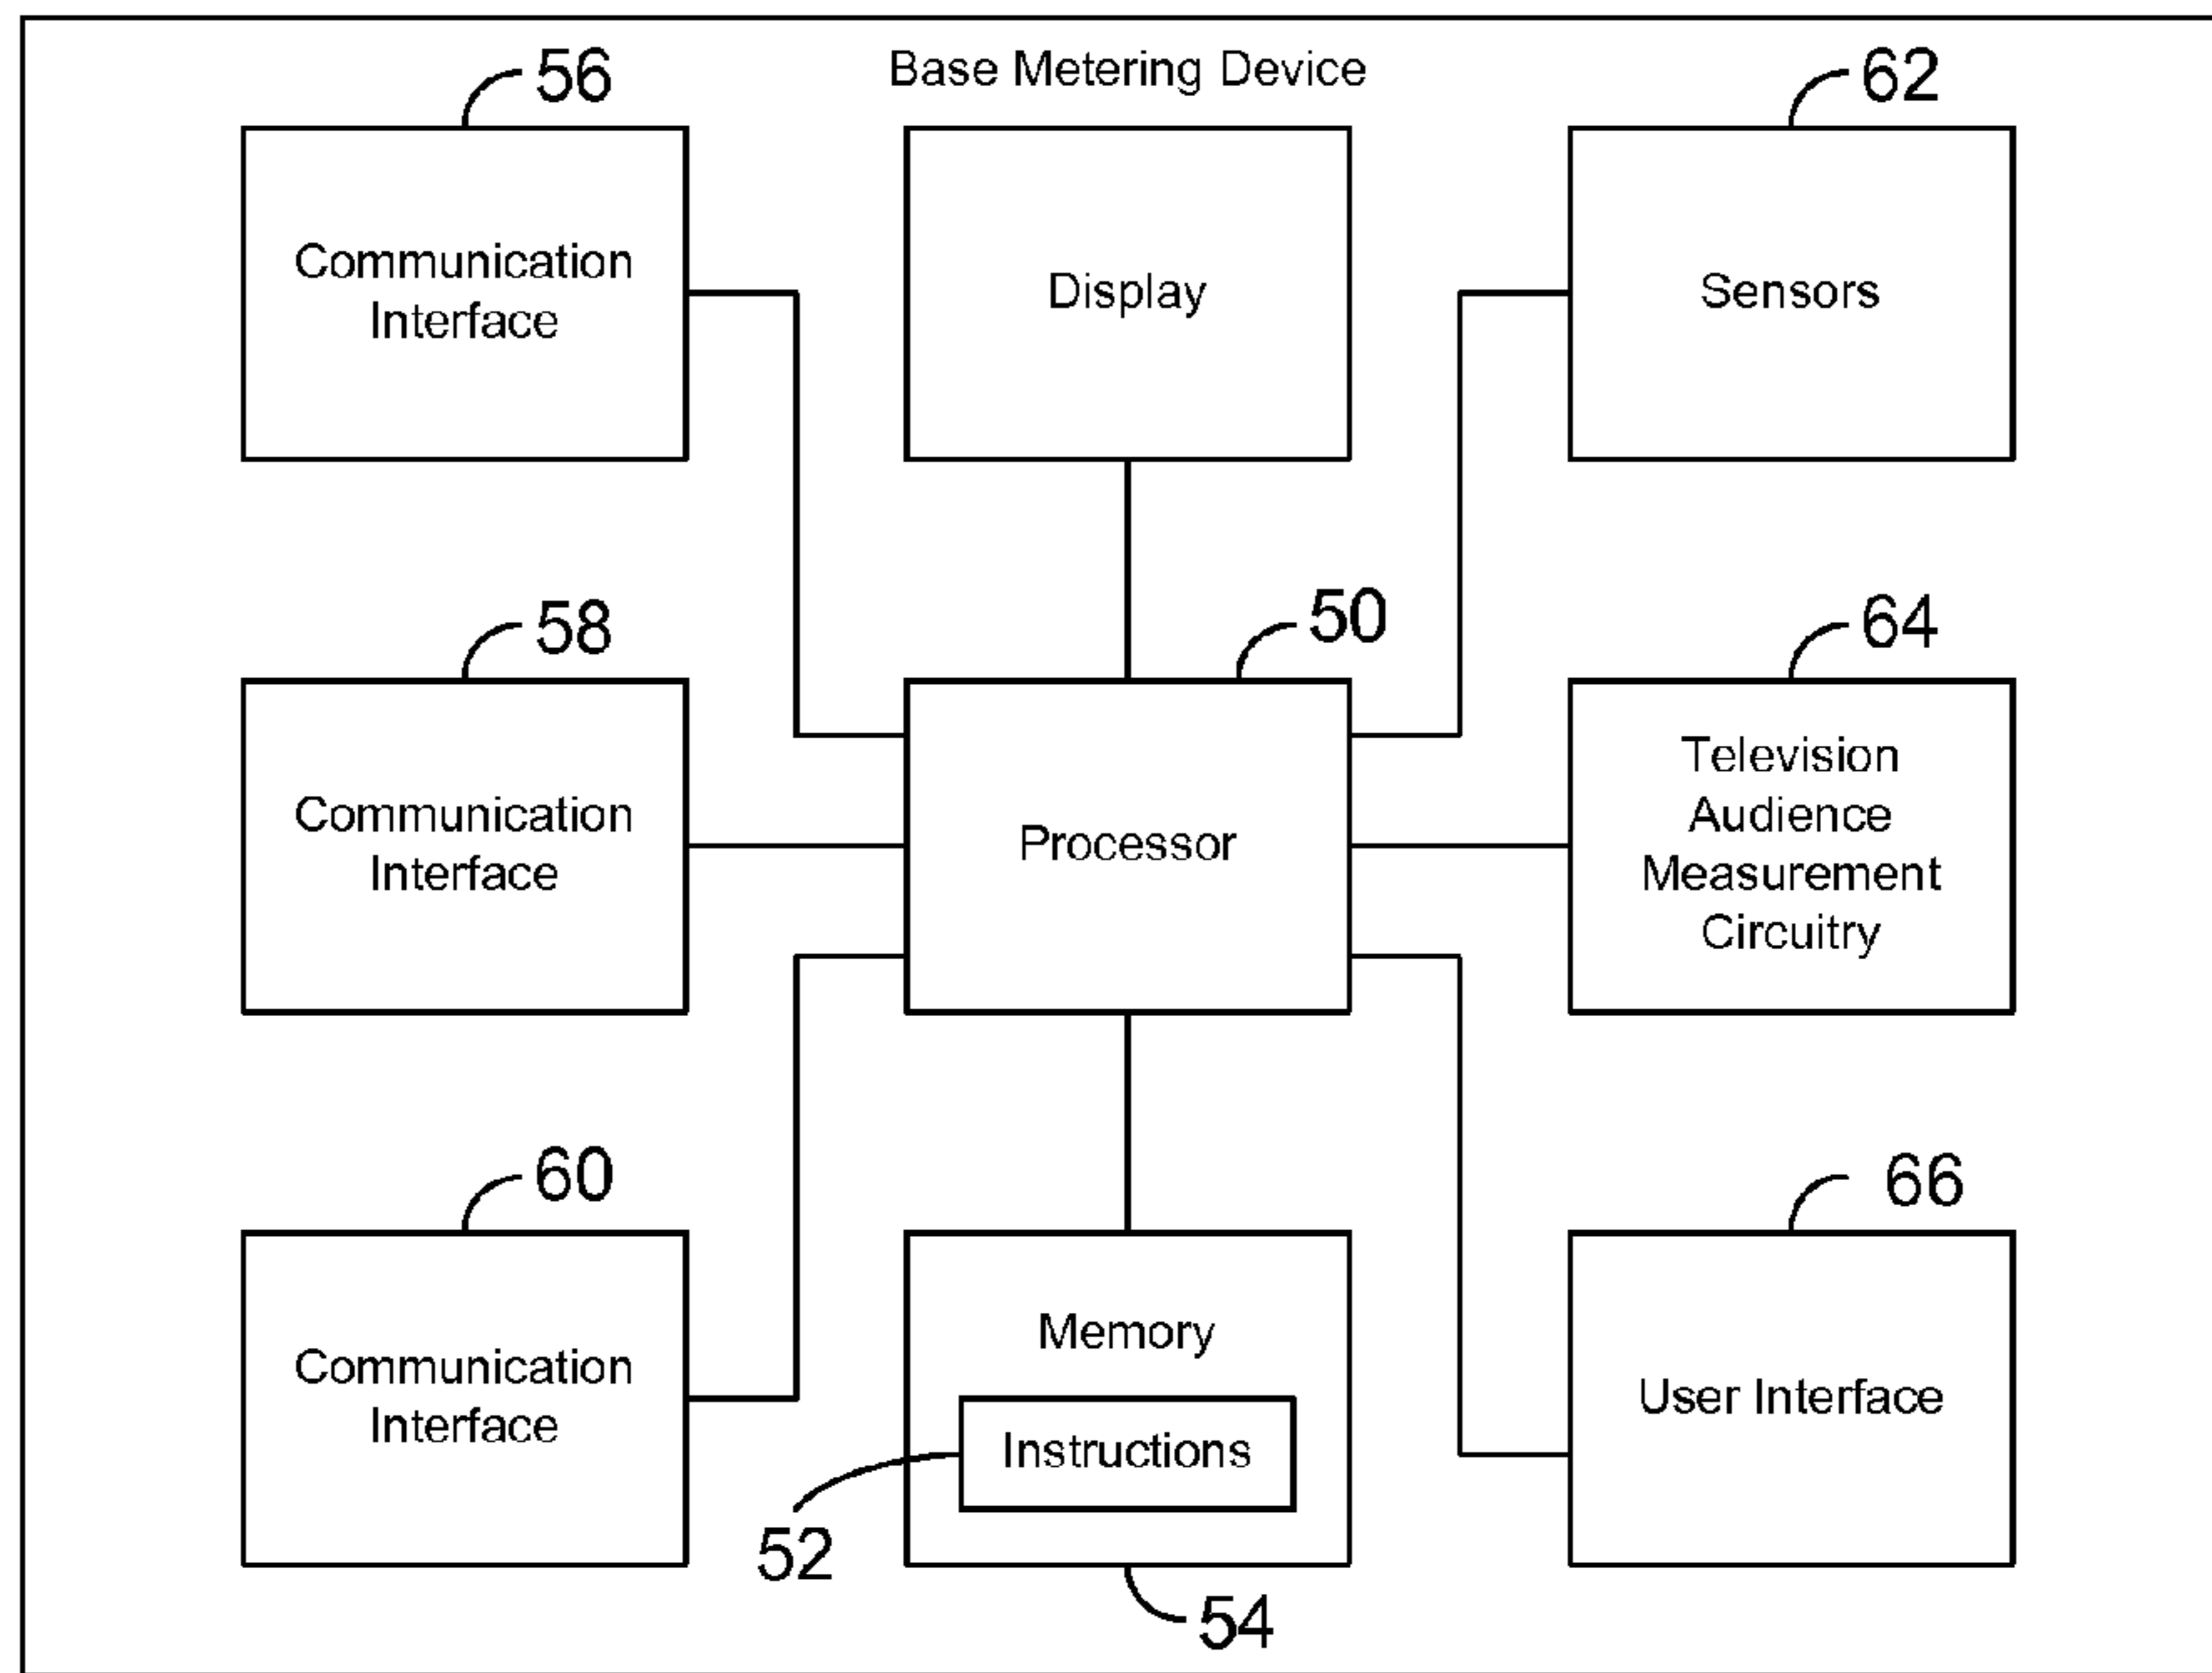 Base Metering Device
56
62
Communication
Interface
Display
Sensors
58
50
64
Communication
Interface
Processor
Television
Audience
Measurement
Circuitry
60
66
Communication
Interface
Memory
Instructions
User Interface
52
54